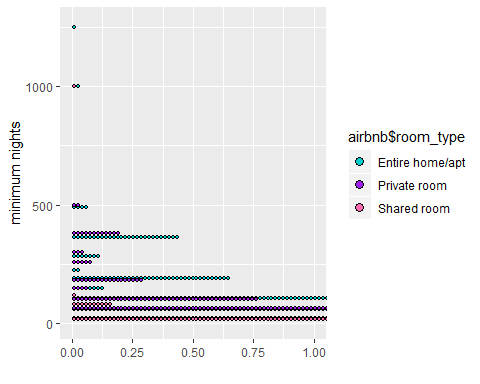 1000
500
0
minimum nights
0.00 0.25 0.50 0.75 1.00
airbnb$room_type
Entire home/apt
Private room
Shared room